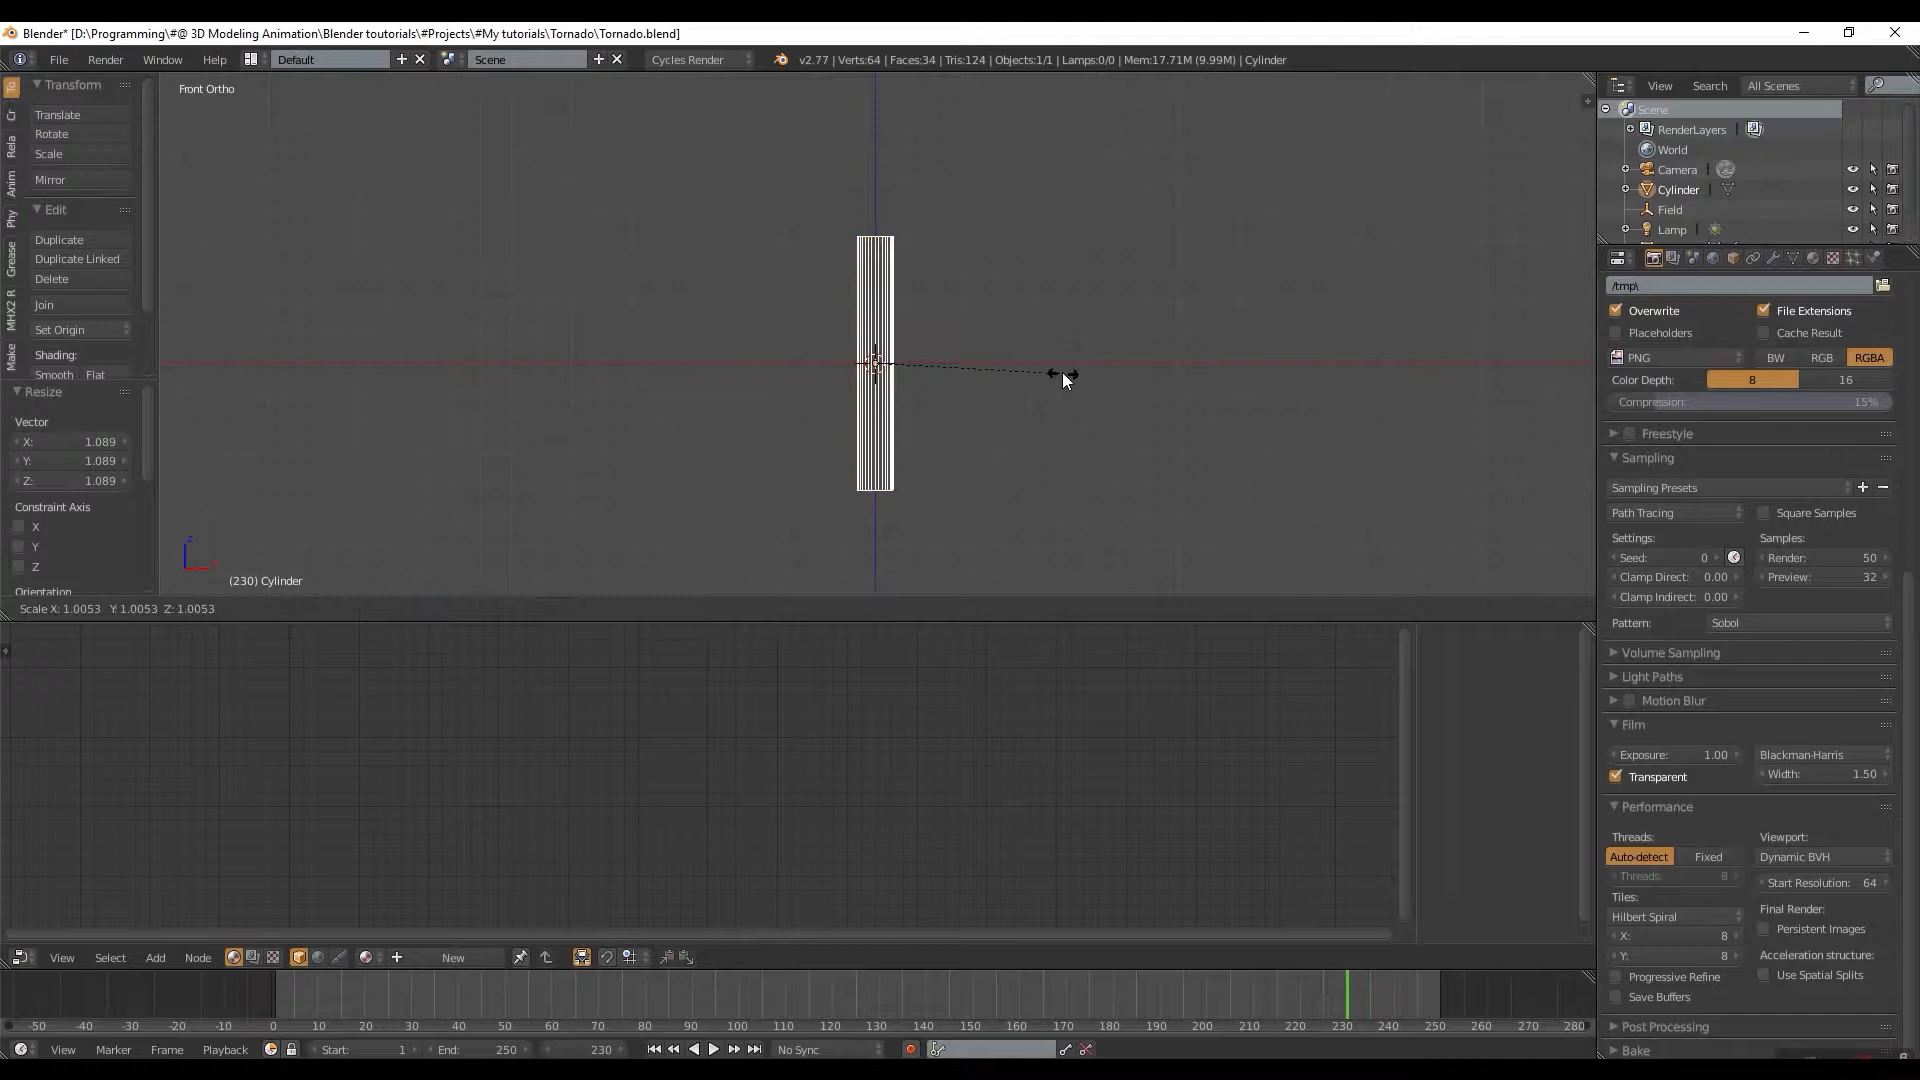 Blender* [D:\Programming\#@ 3D Modeling Animation\Blender toutorials\#Projects\#My tutorials\Tornado\Tornado.blend]
File Render Window Help Default Scene Cycles Render v2.77 | Verts:64 | Faces:34 | Tris:124 | Objects:1/1 | Lamps:0/0 | Mem:17.71M (9.99M) | Cylinder
Transform
Translate
Rotate
Scale
Mirror
Edit
Duplicate
Duplicate Linked
Delete
Join
Set Origin
Shading:
Smooth Flat
To
Cr
Rela
Anim
Phy
Grease
MHX2 R
Make
Resize
Vector
X: 1.089
Y: 1.089
Z: 1.089
Constraint Axis
X
Y
Z
Orientation
Front Ortho
z
(230) Cylinder
Scale X: 1.0053 Y: 1.0053 Z: 1.0053
View Search All Scenes
Scene
RenderLayers
World
Camera
Cylinder
Field
Lamp
/tmp\
Overwrite File Extensions
Placeholders Cache Result
PNG BW RGB RGBA
Color Depth: 8 16
Compression: 15%
Freestyle
Sampling
Sampling Presets
Path Tracing Square Samples
Settings: Samples:
Seed: 0 Render: 50
Clamp Direct: 0.00 Preview: 32
Clamp Indirect: 0.00
Pattern: Sobol
Volume Sampling
Light Paths
Motion Blur
Film
Exposure: 1.00 Blackman-Harris
Transparent Width: 1.50
Performance
Threads: Viewport:
Auto-detect Fixed Dynamic BVH
Threads: 8 Start Resolution: 64
Tiles: Final Render:
Hilbert Spiral Persistent Images
X: 8
Y: 8 Acceleration structure:
Progressive Refine Use Spatial Splits
Save Buffers
Post Processing
Bake
View Select Add Node New
-50 -40 -30 -20 -10 0 10 20 30 40 50 60 70 80 90 100 110 120 130 140 150 160 170 180 190 200 210 220 230 240 250 260 270 280
View Marker Frame Playback Start: 1 End: 250 230 No Sync